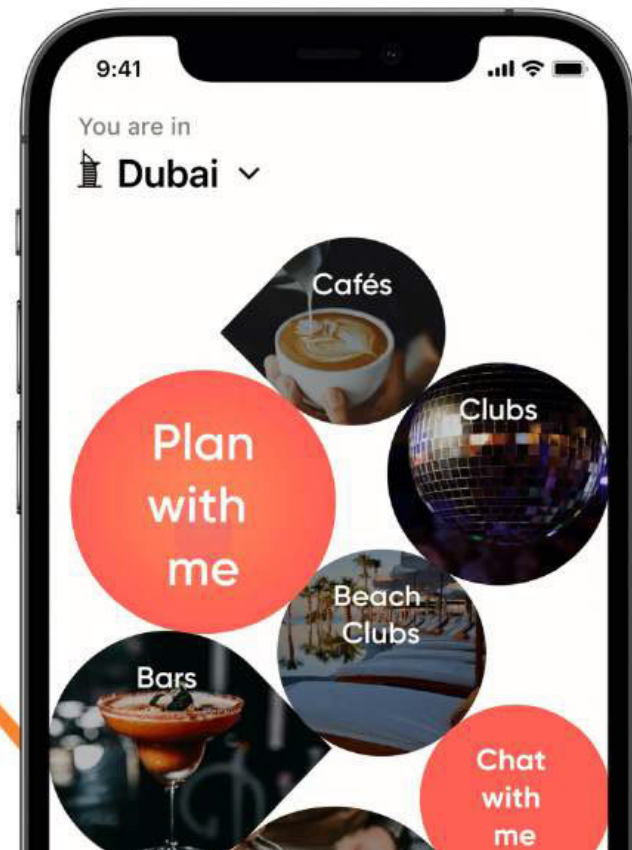 9:41
You are in
Dubai
Cafés
Clubs
Plan
with
me
Beach
Clubs
Bars
Chat
with
me